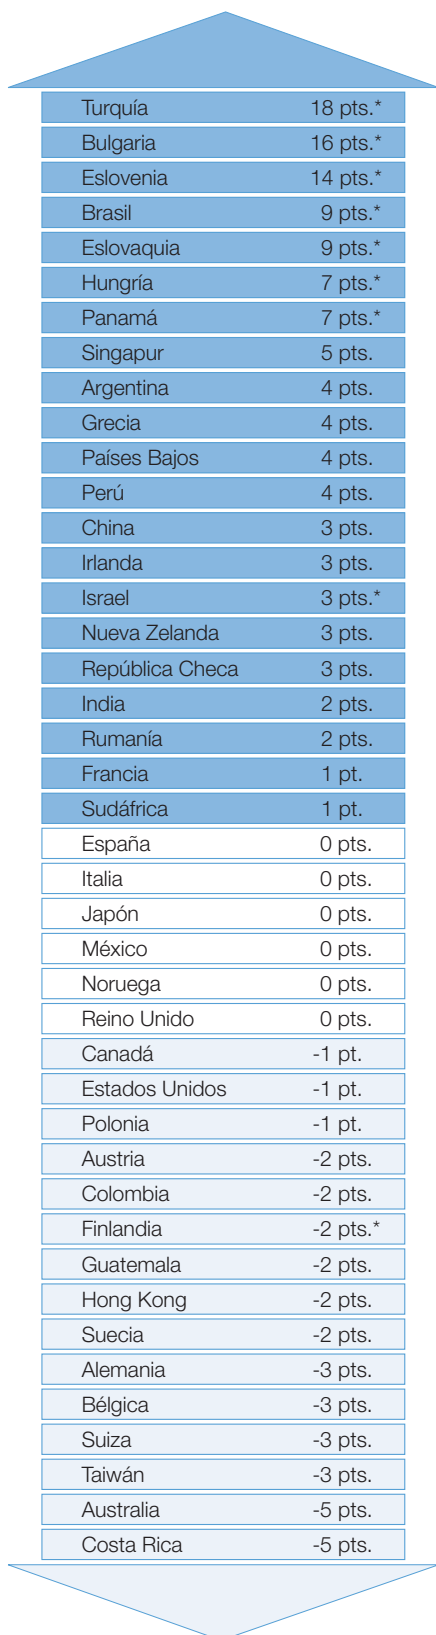 Turquía 18 pts.*
Bulgaria 16 pts.*
Eslovenia 14 pts.*
Brasil 9 pts.*
Eslovaquia 9 pts.*
Hungría 7 pts.*
Panamá 7 pts.*
Singapur 5 pts.
Argentina 4 pts.
Grecia 4 pts.
Países Bajos 4 pts.
Perú 4 pts.
China 3 pts.
Irlanda 3 pts.
Israel 3 pts.*
Nueva Zelanda 3 pts.
República Checa 3 pts.
India 2 pts.
Rumanía 2 pts.
Francia 1 pt.
Sudáfrica 1 pt.
España 0 pts.
Italia 0 pts.
Japón 0 pts.
México 0 pts.
Noruega 0 pts.
Reino Unido 0 pts.
Canadá -1 pt.
Estados Unidos -1 pt.
Polonia -1 pt.
Austria -2 pts.
Colombia -2 pts.
Finlandia -2 pts.*
Guatemala -2 pts.
Hong Kong -2 pts.
Suecia -2 pts.
Alemania -3 pts.
Bélgica -3 pts.
Suiza -3 pts.
Taiwán -3 pts.
Australia -5 pts.
Costa Rica -5 pts.